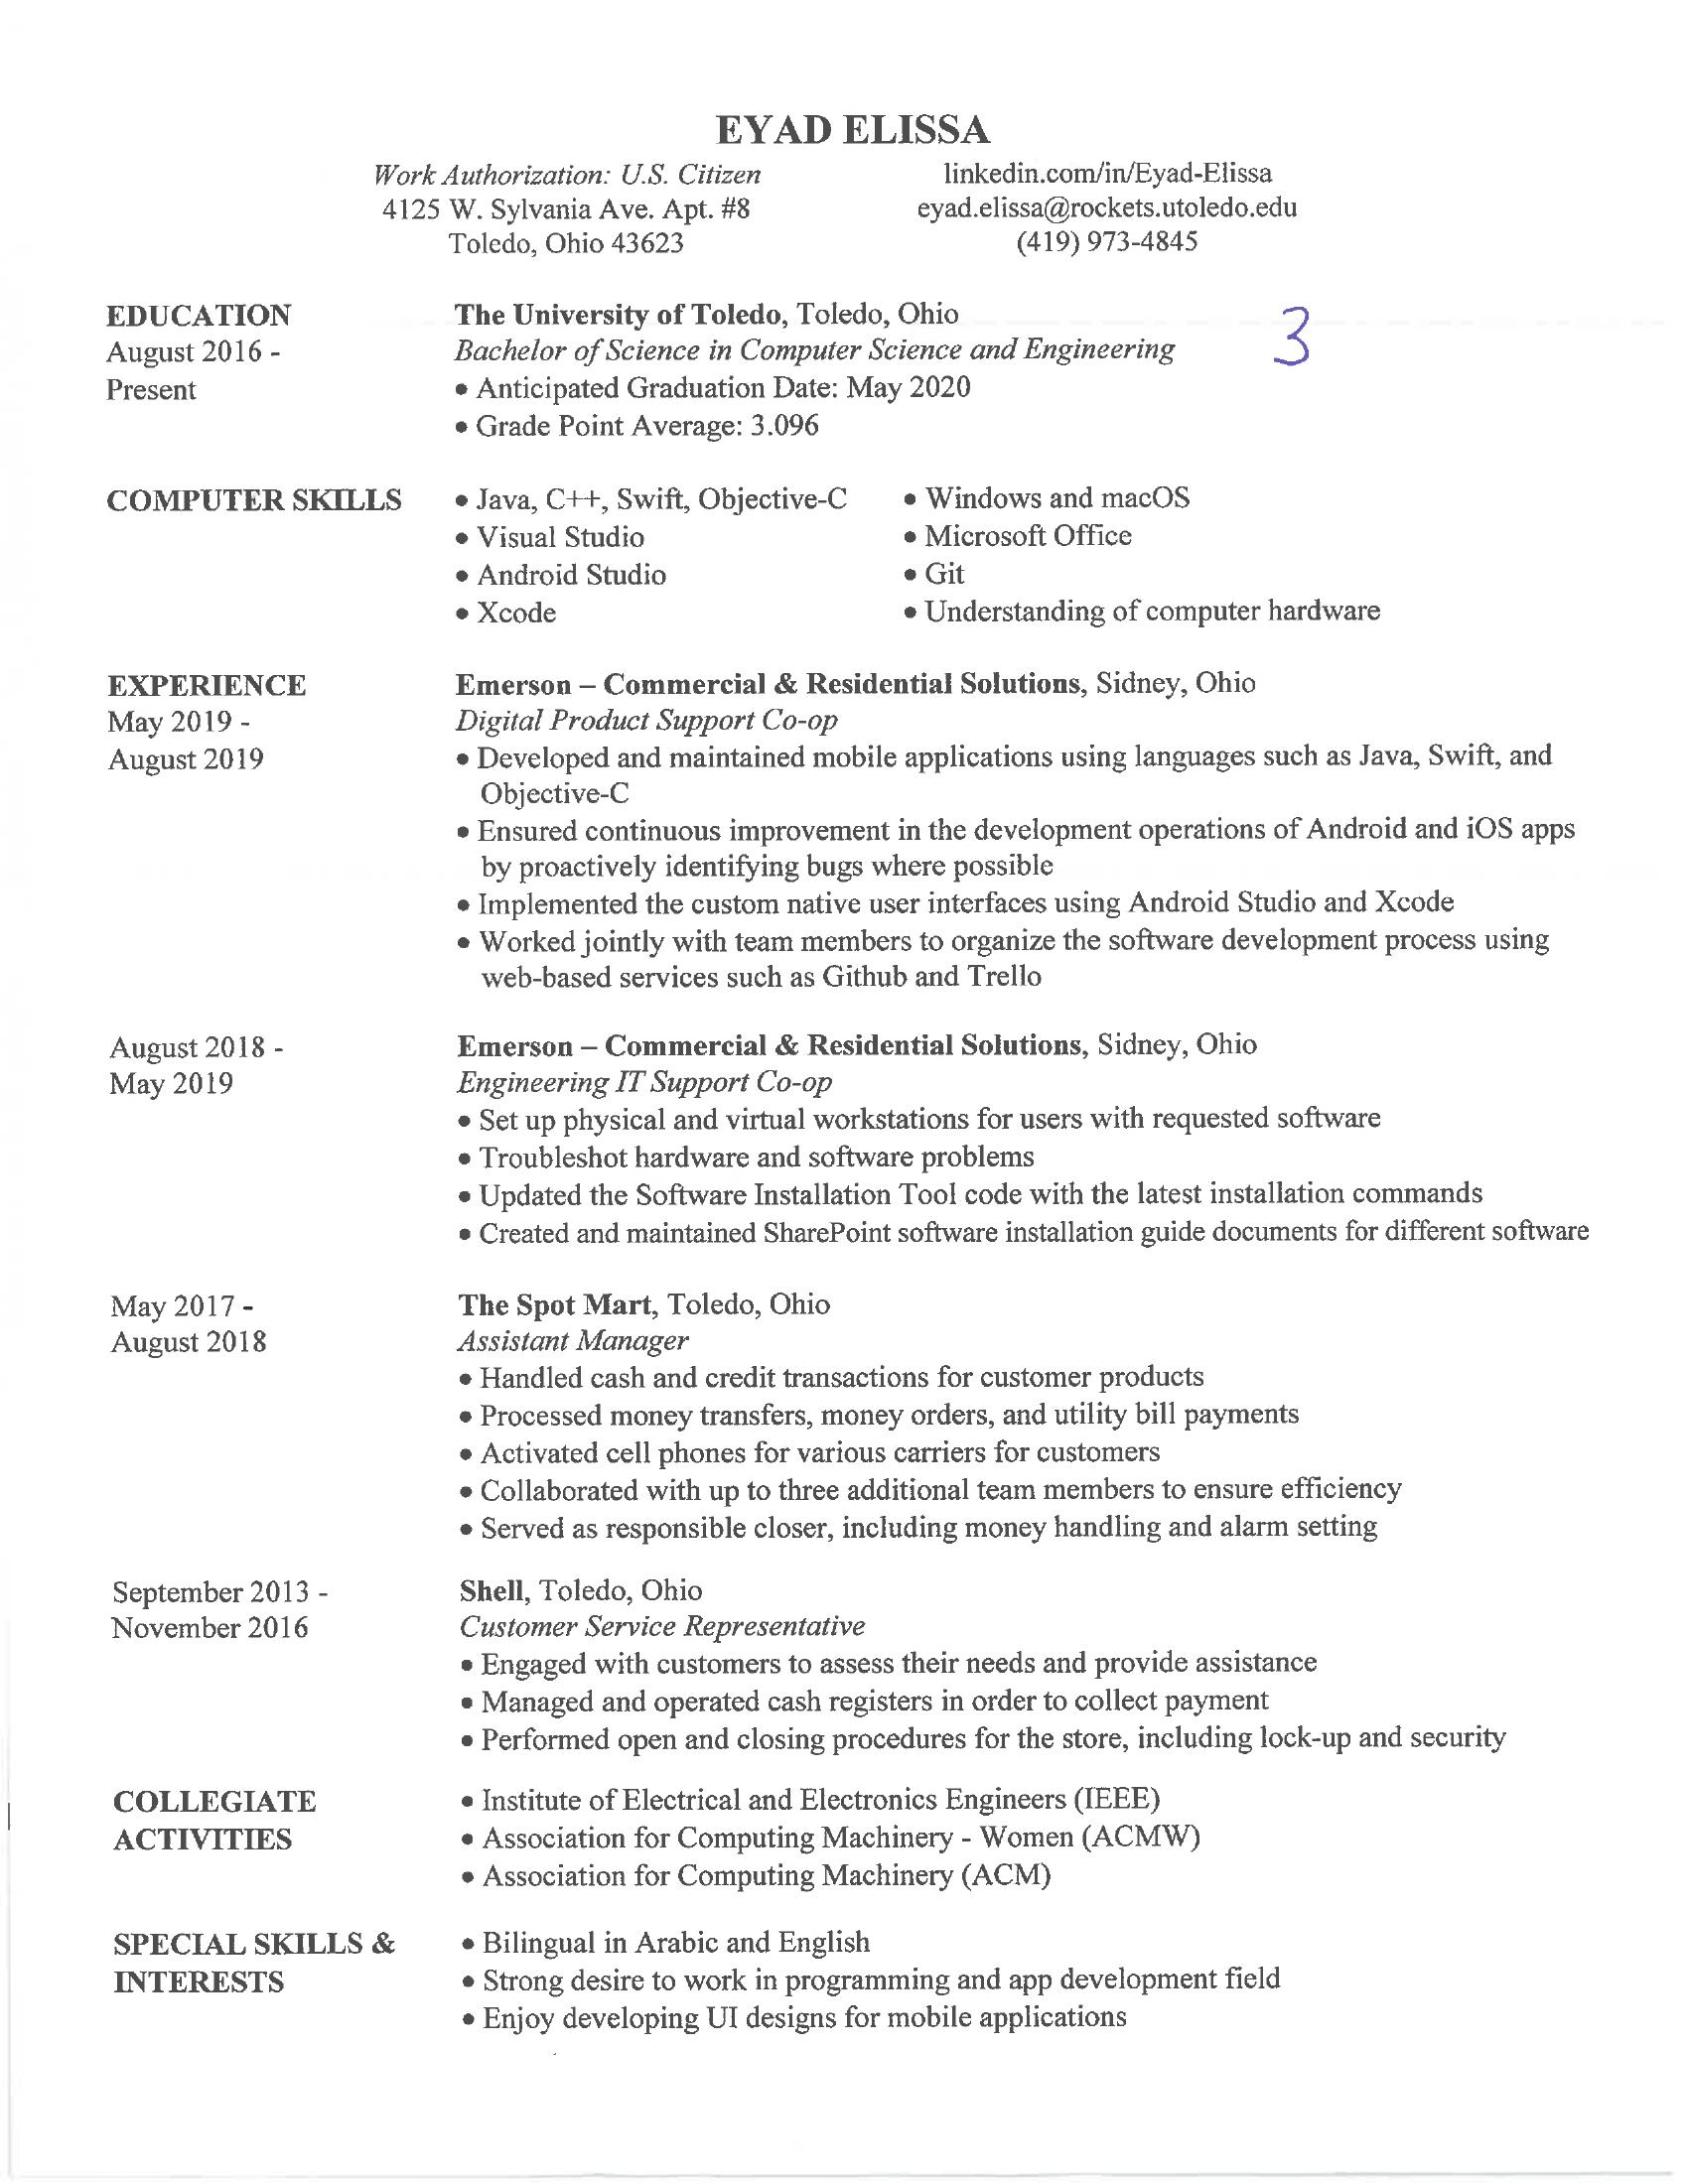 EYAD ELISSA
Work Authorization: U.S. Citizen
4125 W. Sylvania Ave. Apt. #8
Toledo, Ohio 43623
linkedin.com/in/Eyad-Elissa
eyad.elissa@rockets.utoledo.edu
(419) 973-4845
EDUCATION
August 2016 -
Present
The University of Toledo, Toledo, Ohio
Bachelor of Science in Computer Science and Engineering
• Anticipated Graduation Date: May 2020
• Grade Point Average: 3.096
3
COMPUTER SKILLS
• Java, C++, Swift, Objective-C
• Visual Studio
• Android Studio
• Xcode
• Windows and macOS
• Microsoft Office
• Git
• Understanding of computer hardware
EXPERIENCE
May 2019 -
August 2019
Emerson – Commercial & Residential Solutions, Sidney, Ohio
Digital Product Support Co-op
• Developed and maintained mobile applications using languages such as Java, Swift, and
Objective-C
• Ensured continuous improvement in the development operations of Android and iOS apps
by proactively identifying bugs where possible
• Implemented the custom native user interfaces using Android Studio and Xcode
• Worked jointly with team members to organize the software development process using
web-based services such as Github and Trello
August 2018 -
May 2019
Emerson – Commercial & Residential Solutions, Sidney, Ohio
Engineering IT Support Co-op
• Set up physical and virtual workstations for users with requested software
• Troubleshot hardware and software problems
• Updated the Software Installation Tool code with the latest installation commands
• Created and maintained SharePoint software installation guide documents for different software
May 2017 -
August 2018
The Spot Mart, Toledo, Ohio
Assistant Manager
• Handled cash and credit transactions for customer products
• Processed money transfers, money orders, and utility bill payments
• Activated cell phones for various carriers for customers
• Collaborated with up to three additional team members to ensure efficiency
• Served as responsible closer, including money handling and alarm setting
September 2013 -
November 2016
Shell, Toledo, Ohio
Customer Service Representative
• Engaged with customers to assess their needs and provide assistance
• Managed and operated cash registers in order to collect payment
• Performed open and closing procedures for the store, including lock-up and security
COLLEGIATE
ACTIVITIES
• Institute of Electrical and Electronics Engineers (IEEE)
• Association for Computing Machinery - Women (ACMW)
• Association for Computing Machinery (ACM)
SPECIAL SKILLS &
INTERESTS
• Bilingual in Arabic and English
• Strong desire to work in programming and app development field
• Enjoy developing UI designs for mobile applications